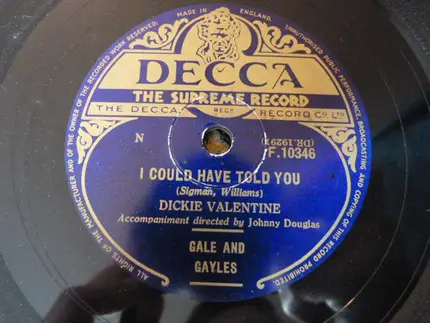 MADE IN ENGLAND.
ALL RIGHTS OF THE MANUFACTURER AND OF THE OWNER OF THE RECORDED WORK RESERVED.
UNAUTHORISED PUBLIC PERFORMANCE, BROADCASTING AND COPYING OF THIS RECORD PROHIBITED.
DECCA
THE SUPREME RECORD
THE DECCA REGD RECORD CO LTD
N
(DR.19291)
F.10346
I COULD HAVE TOLD YOU
(Sigman, Williams)
DICKIE VALENTINE
Accompaniment directed by Johnny Douglas
GALE AND
GAYLES